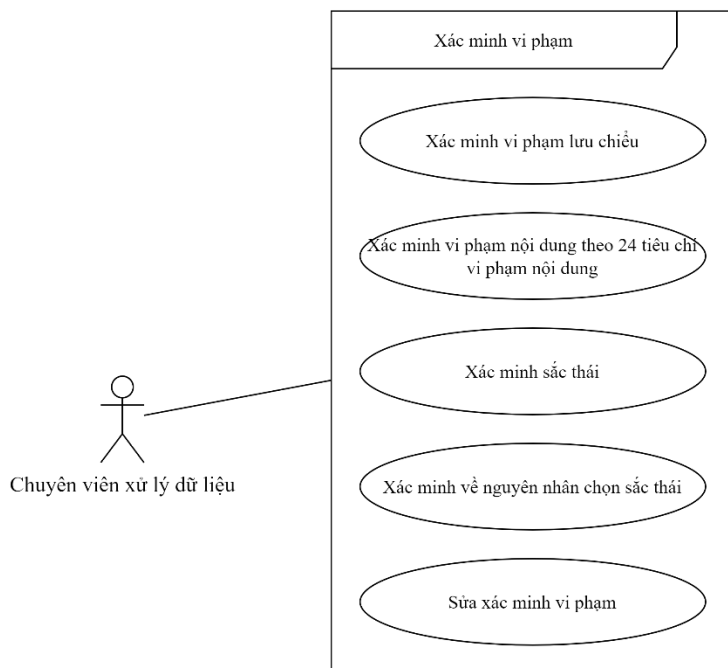 Xác minh vi phạm
Xác minh vi phạm lưu chiểu
Xác minh vi phạm nội dung theo 24 tiêu chí
vi phạm nội dung
Xác minh sắc thái
Chuyên viên xử lý dữ liệu
Xác minh về nguyên nhân chọn sắc thái
Sửa xác minh vi phạm